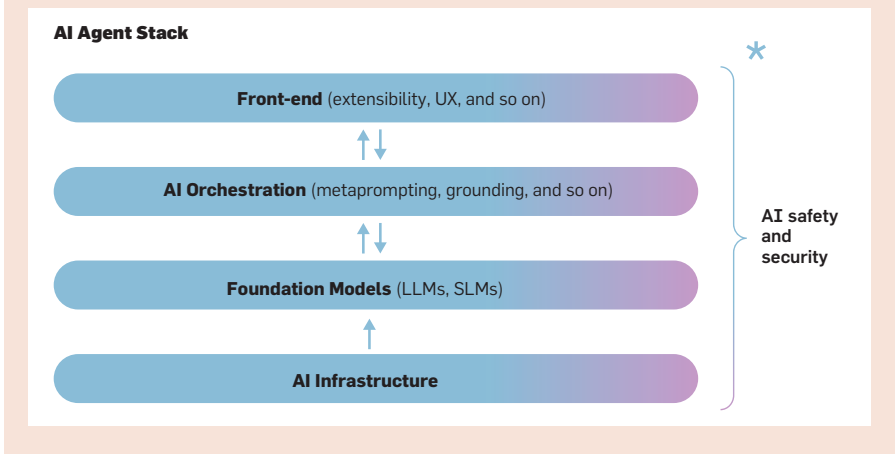 AI Agent Stack
*
Front-end (extensibility, UX, and so on)
AI Orchestration (metaprompting, grounding, and so on)
Foundation Models (LLMs, SLMs)
AI Infrastructure
AI safety
and
security